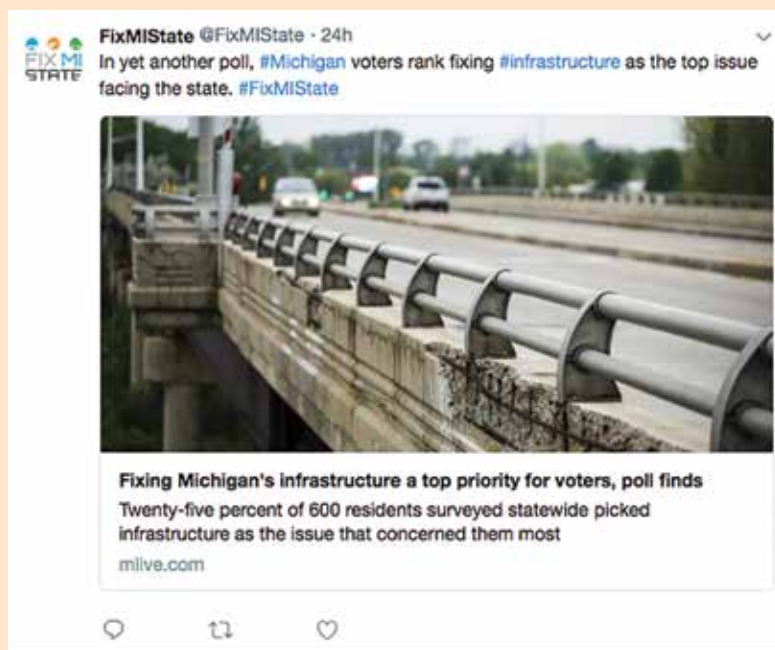 FixMIState @FixMIState · 24h
FIX MI
STATE
In yet another poll, #Michigan voters rank fixing #infrastructure as the top issue
facing the state. #FixMIState
Fixing Michigan's infrastructure a top priority for voters, poll finds
Twenty-five percent of 600 residents surveyed statewide picked
infrastructure as the issue that concerned them most
mlive.com